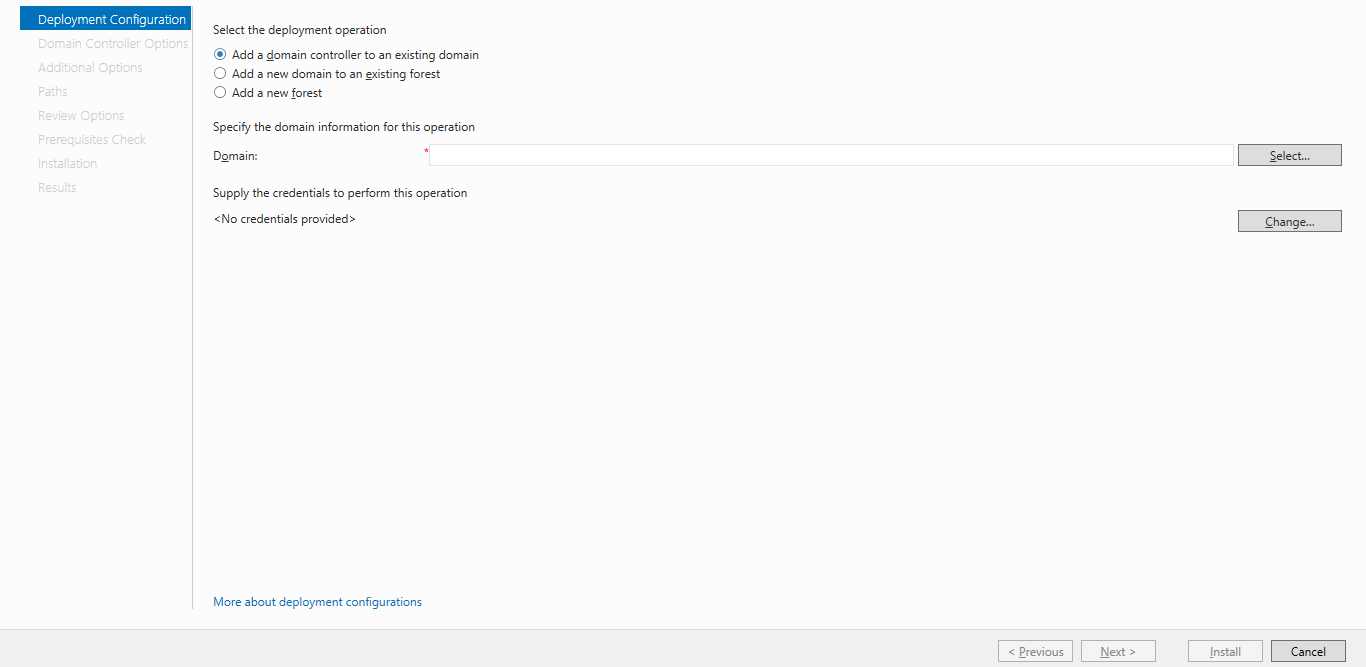 Deployment Configuration
Domain Controller Options
Additional Options
Paths
Review Options
Prerequisites Check
Installation
Results
Select the deployment operation
Add a domain controller to an existing domain
Add a new domain to an existing forest
Add a new forest
Specify the domain information for this operation
Domain: * Select...
Supply the credentials to perform this operation
<No credentials provided> Change...
More about deployment configurations
< Previous Next > Install Cancel